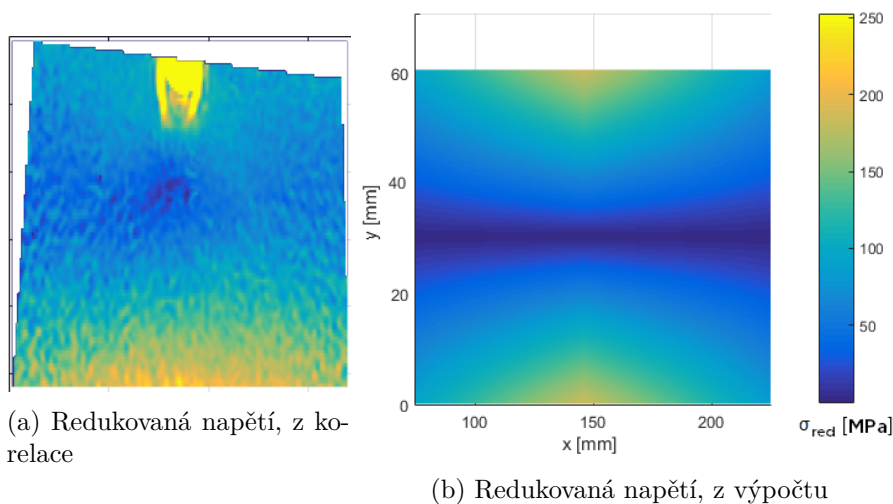 60
40
20
0
y [mm]
100
150
200
x [mm]
250
200
150
100
50
σred [MPa]
(a) Redukovaná napětí, z ko-
relace
(b) Redukovaná napětí, z výpočtu